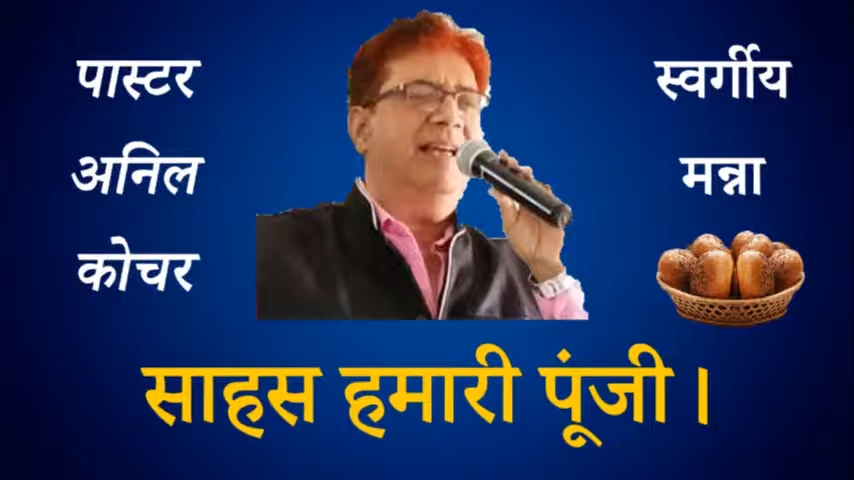 पास्टर
अनिल
कोचर
स्वर्गीय
मन्ना
साहस हमारी पूंजी।